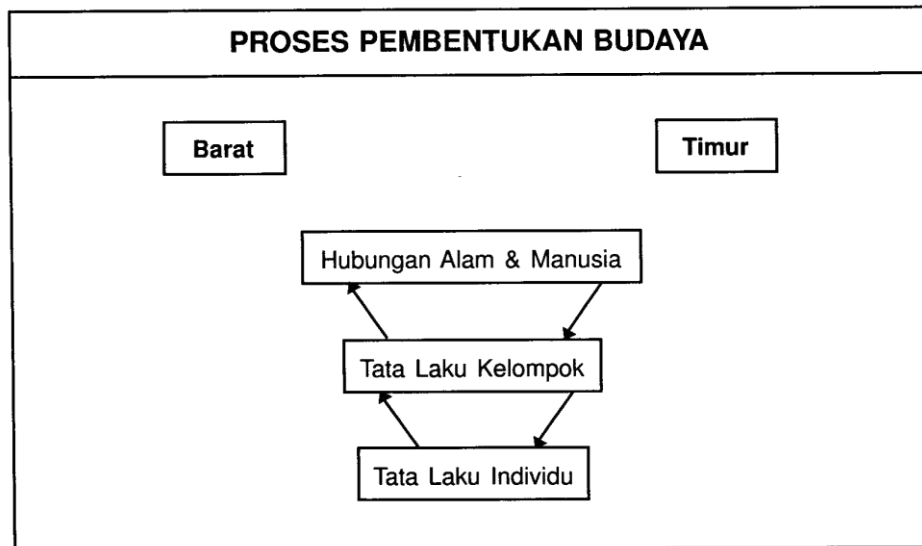 PROSES PEMBENTUKAN BUDAYA
Barat
Timur
Hubungan Alam & Manusia
Tata Laku Kelompok
Tata Laku Individu